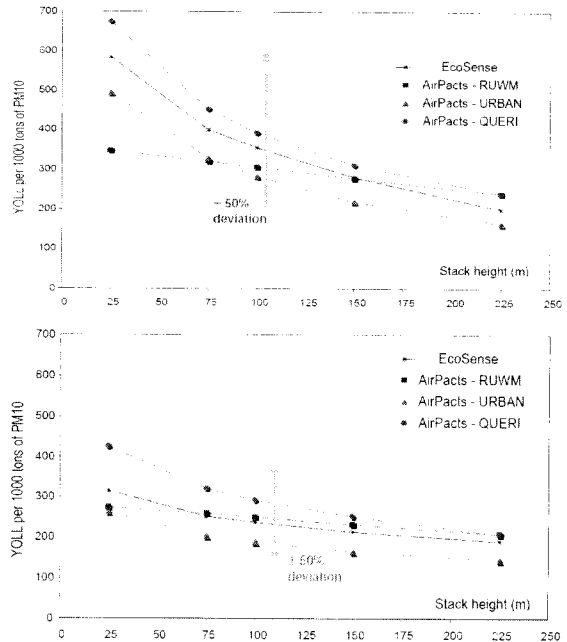 YOLL per 1000 tons of PM10
700
600
500
400
300
200
100
0
EcoSense
AirPacts - RUWM
AirPacts - URBAN
AirPacts - QUERI
50%
deviation
Stack height (m)
0 25 50 75 100 125 150 175 200 225 250
YOLL per 1000 tons of PM10
700
600
500
400
300
200
100
0
EcoSense
AirPacts - RUWM
AirPacts - URBAN
AirPacts - QUERI
± 50%
deviation
Stack height (m)
0 25 50 75 100 125 150 175 200 225 250